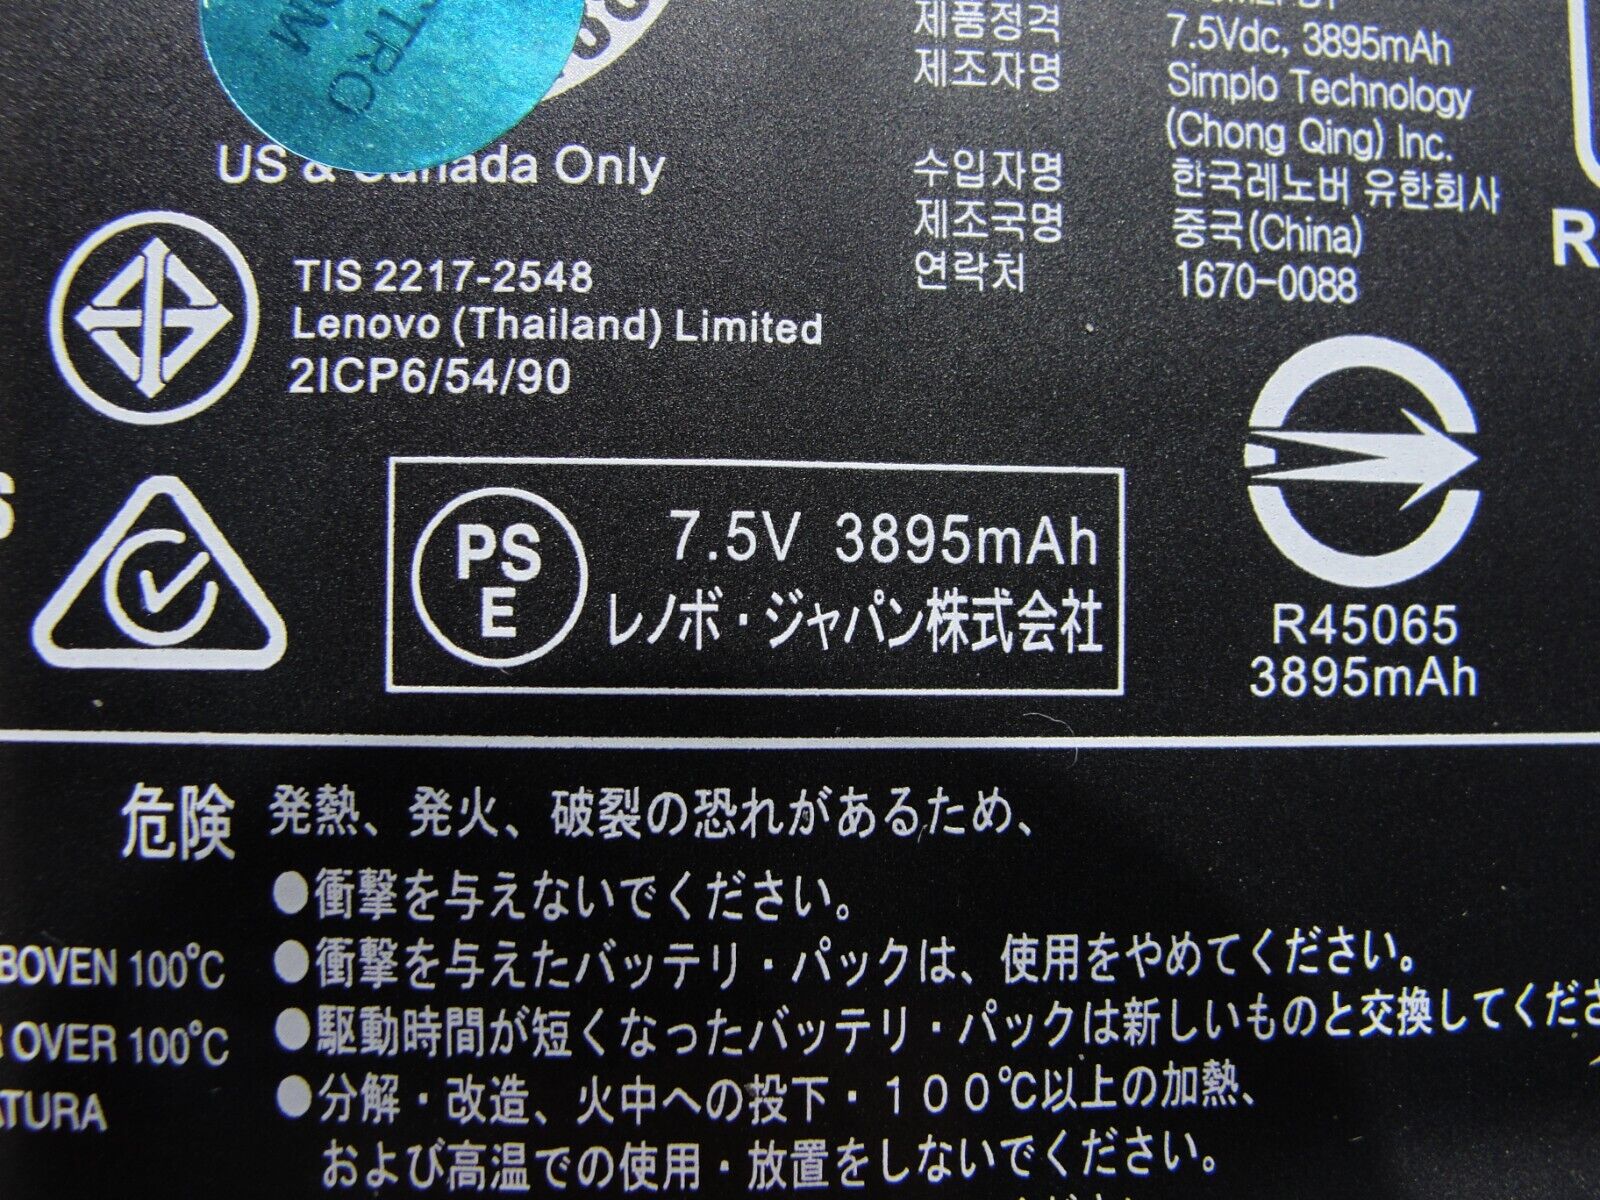 TRO
OM
US & Canada Only
제품정격 7.5Vdc, 3895mAh
제조자명 Simplo Technology
(Chong Qing) Inc.
수입자명 한국레노버 유한회사
제조국명 중국(China)
연락처 1670-0088
R
TIS 2217-2548
Lenovo (Thailand) Limited
2ICP6/54/90
PS
E
7.5V 3895mAh
レノボ・ジャパン株式会社
R45065
3895mAh
危険 発熱、発火、破裂の恐れがあるため、
●衝撃を与えないでください。
●衝撃を与えたバッテリ・パックは、使用をやめてください。
●駆動時間が短くなったバッテリ・パックは新しいものと交換してくださ
●分解・改造、火中への投下・100℃以上の加熱、
および高温での使用・放置をしないでください。
BOVEN 100°C
R OVER 100°C
ATURA